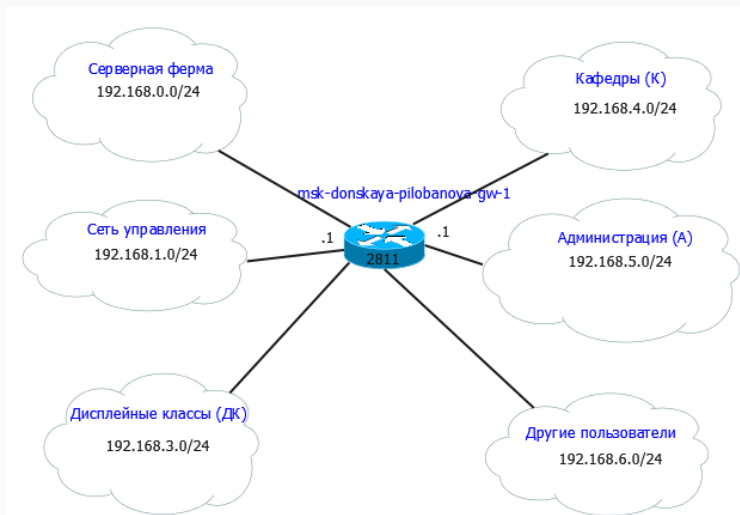 Серверная ферма
192.168.0.0/24
Кафедры (К)
192.168.4.0/24
msk-donskaya-pilobanova-gw-1
Сеть управления
192.168.1.0/24
.1
.1
2811
Администрация (А)
192.168.5.0/24
Дисплейные классы (ДК)
192.168.3.0/24
Другие пользователи
192.168.6.0/24